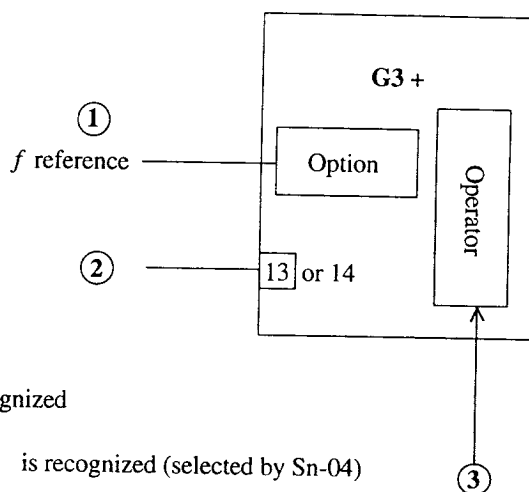 G3 +
①
f reference
Option
Operator
②
13 or 14
gnized
is recognized (selected by Sn-04)
③